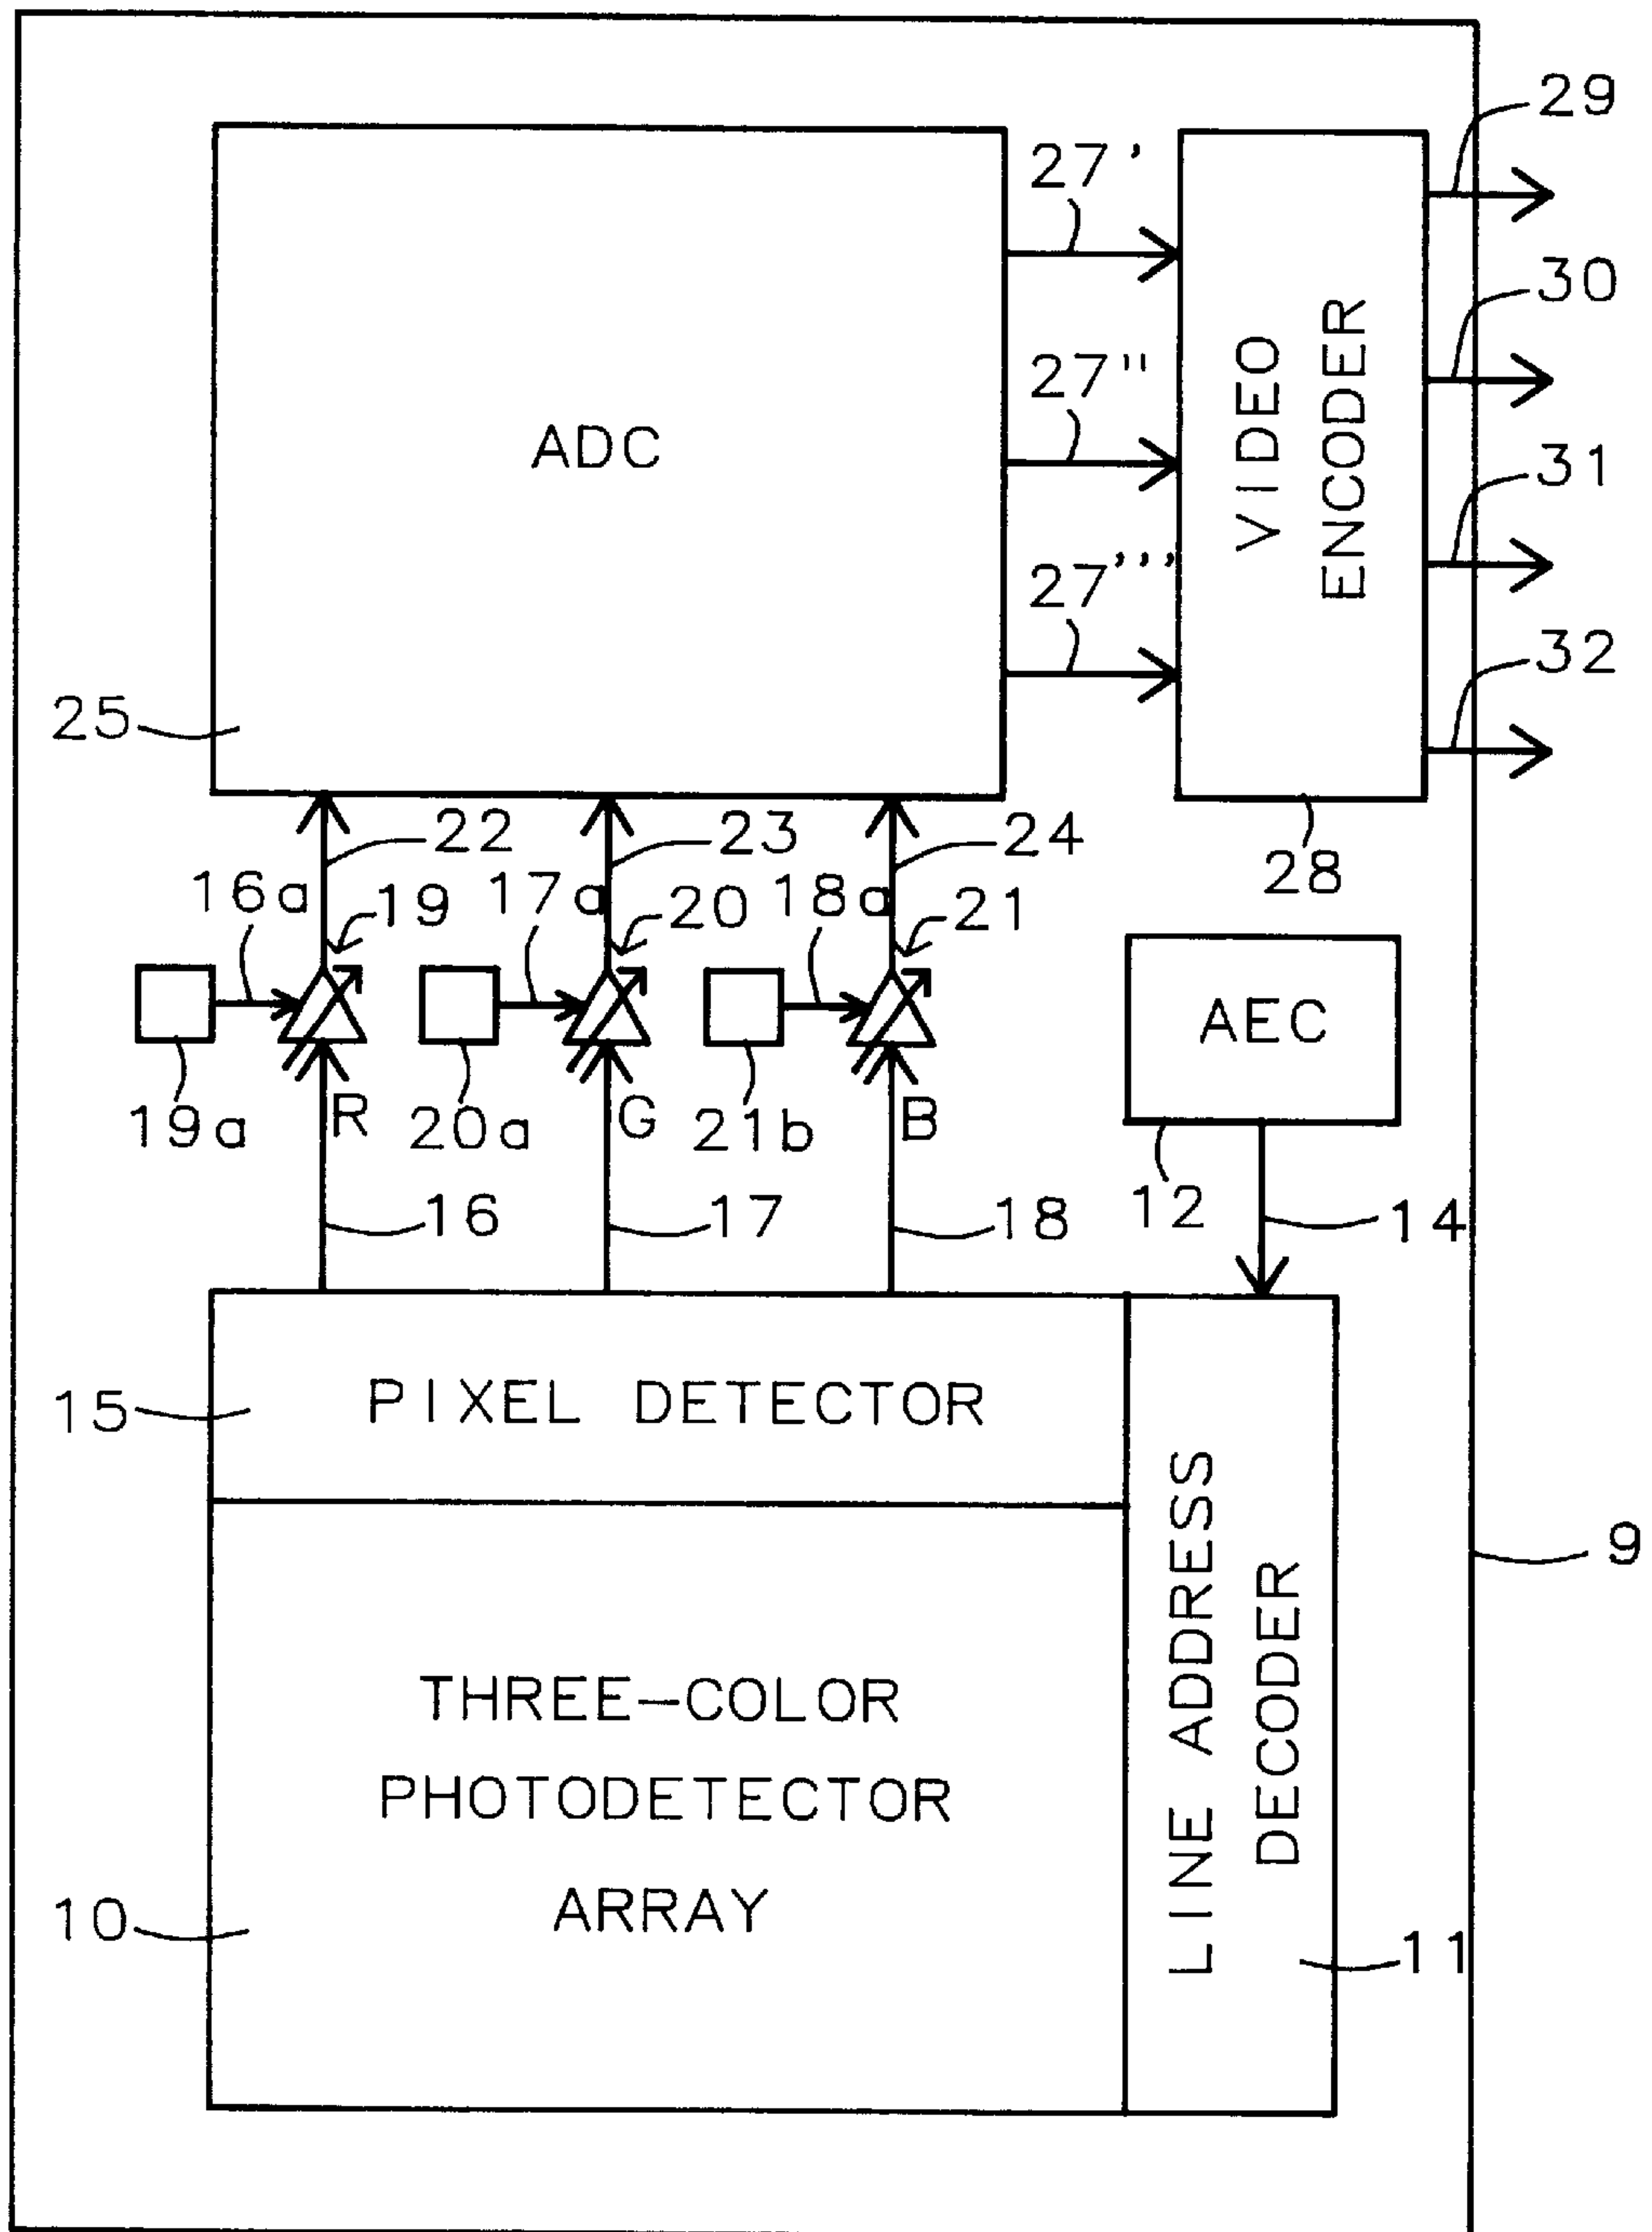 29
27'
30
VIDEO
ENCODER
27"
ADC
31
27'''
32
25
22
23
24
28
16a
19
17a
20
18a
21
AEC
19a
R
20a
G
21b
B
12
14
16
17
18
15
PIXEL DETECTOR
LINE ADDRESS
DECODER
9
THREE-COLOR
PHOTODETECTOR
ARRAY
10
11